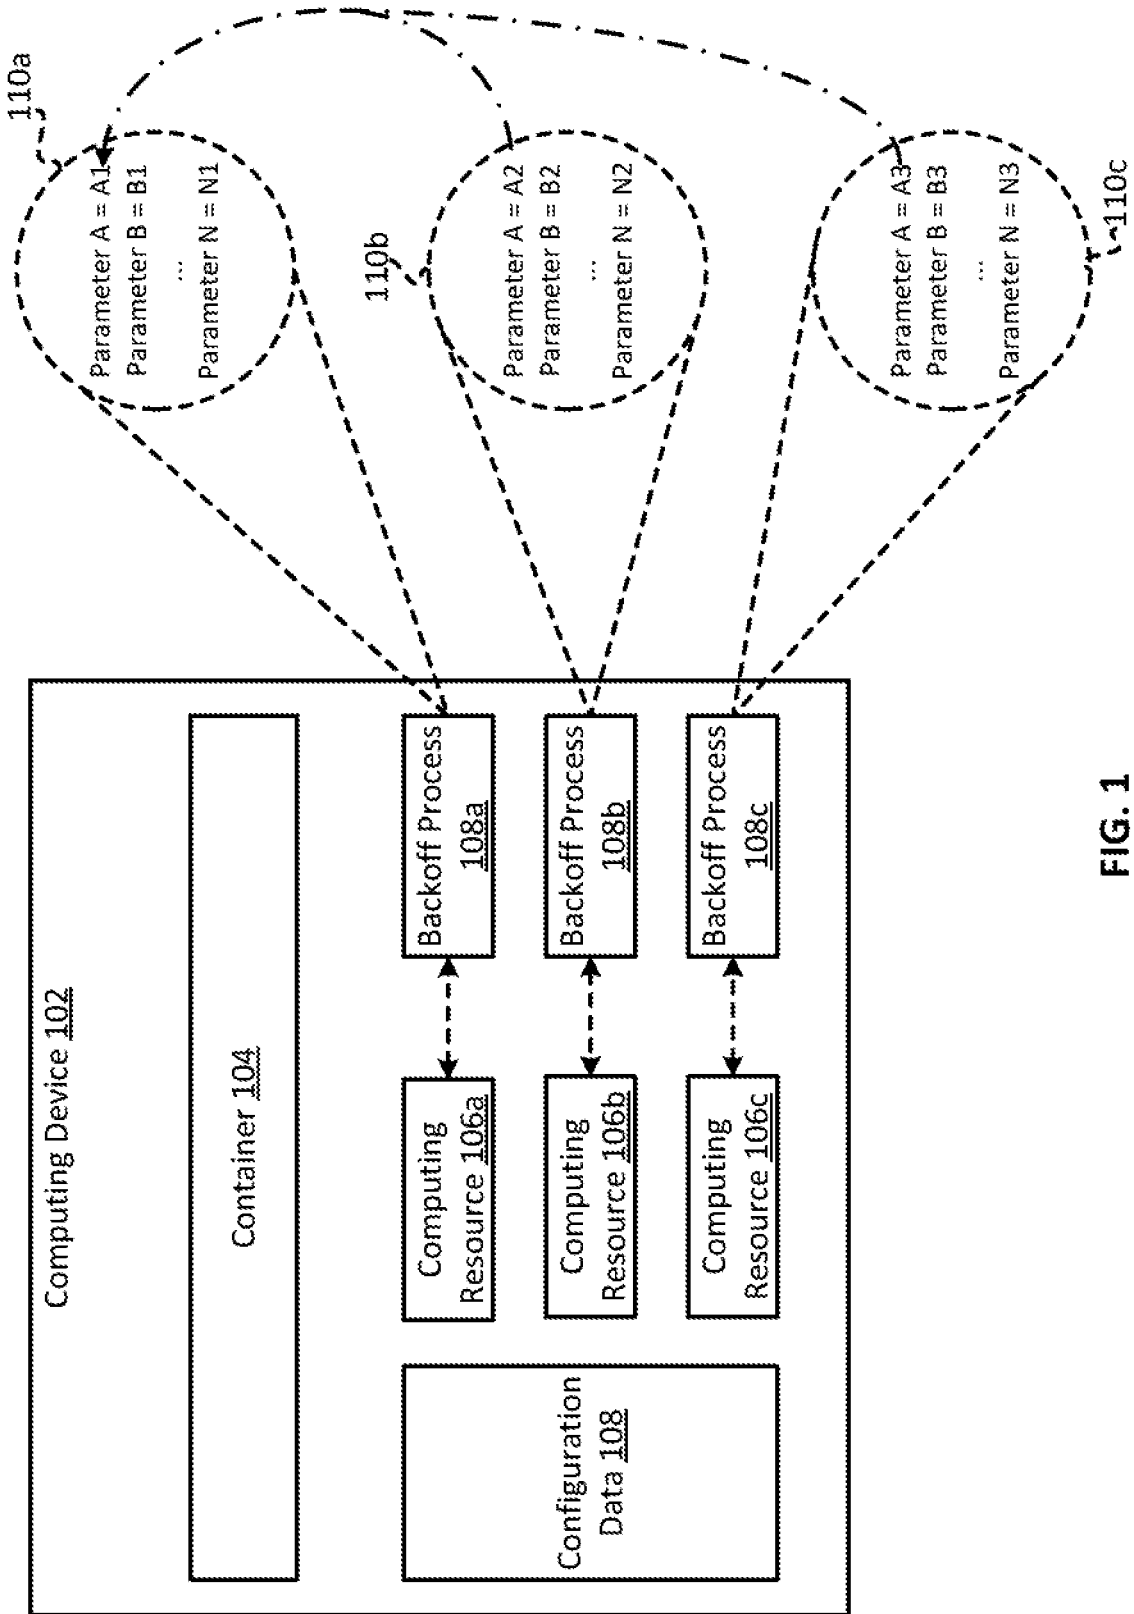 Computing Device 102
Container 104
Configuration
Data 108
Computing
Resource 106a
Backoff Process
108a
Computing
Resource 106b
Backoff Process
108b
Computing
Resource 106c
Backoff Process
108c
110a
Parameter A = A1
Parameter B = B1
...
Parameter N = N1
110b
Parameter A = A2
Parameter B = B2
...
Parameter N = N2
110c
Parameter A = A3
Parameter B = B3
...
Parameter N = N3
FIG. 1